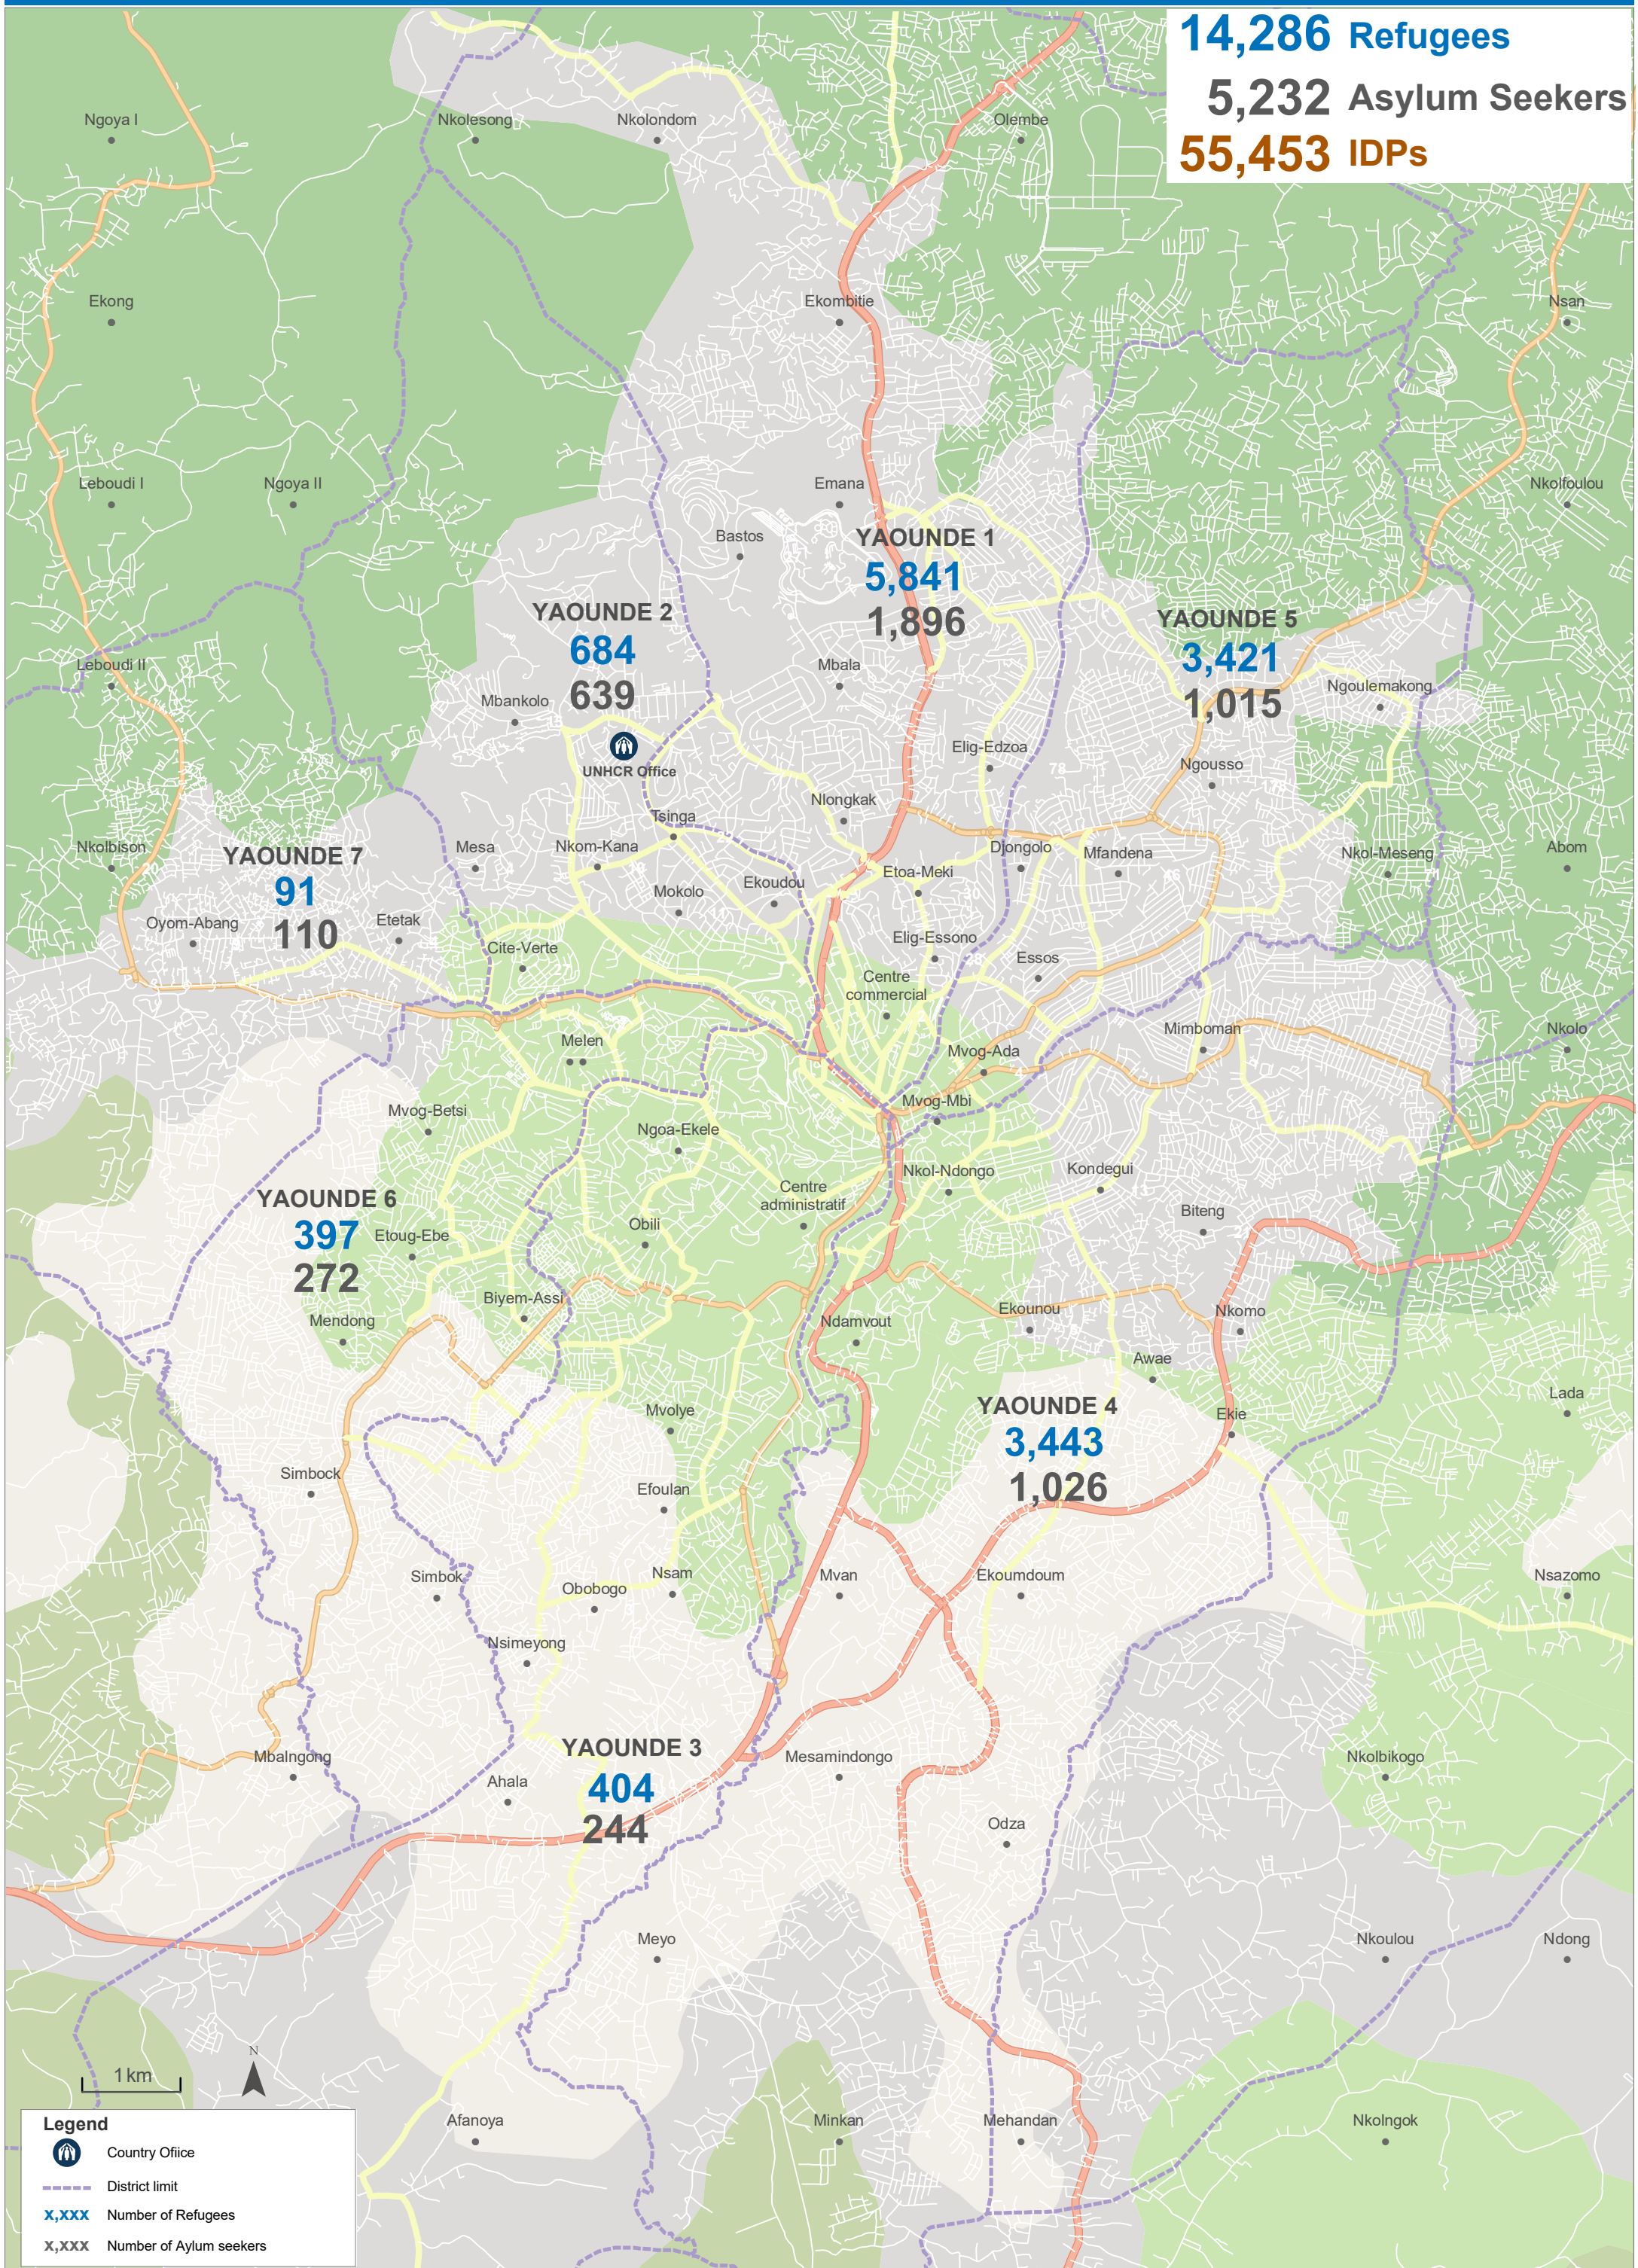 14,286 Refugees
5,232 Asylum Seekers
55,453 IDPs
Ngoya I
Nkolesong
Nkolondom
Olembe
Ekong
Ekombitie
Nsan
Leboudi I
Ngoya II
Emana
Nkolfoulou
Bastos
YAOUNDE 1
5,841
1,896
YAOUNDE 2
684
639
YAOUNDE 5
3,421
1,015
Leboudi II
Mbankolo
Mbala
Ngoulemakong
UNHCR Office
Elig-Edzoa
78
Ngousso
Nlongkak
Tsinga
Nkolbison
20
YAOUNDE 7
91
110
Mesa
Nkom-Kana
Djongolo
Mfandena
Nkol-Meseng
Abom
Mokolo
Ekoudou
Etoa-Meki
46
30
Oyom-Abang
Etetak
Cite-Verte
Elig-Essono
28
Essos
Centre
commercial
Melen
Mvog-Ada
Mimboman
Nkolo
Mvog-Betsi
Mvog-Mbi
Ngoa-Ekele
Nkol-Ndongo
Kondegui
YAOUNDE 6
397
272
Centre
administratif
Etoug-Ebe
Obili
Biteng
Biyem-Assi
Mendong
Ndamvout
Ekounou
Nkomo
Awae
YAOUNDE 4
3,443
1,026
Mvolye
Ekie
Lada
Simbock
Efoulan
Simbok
Obobogo
Nsam
Mvan
Ekoumdoum
Nsazomo
Nsimeyong
YAOUNDE 3
404
244
Mbalngong
Ahala
Mesamindongo
Nkolbikogo
Odza
Meyo
Nkoulou
Ndong
N
1 km
Afanoya
Minkan
Mehandan
Nkolngok
Legend
Country Ofiice
District limit
x,xxx Number of Refugees
x,xxx Number of Aylum seekers